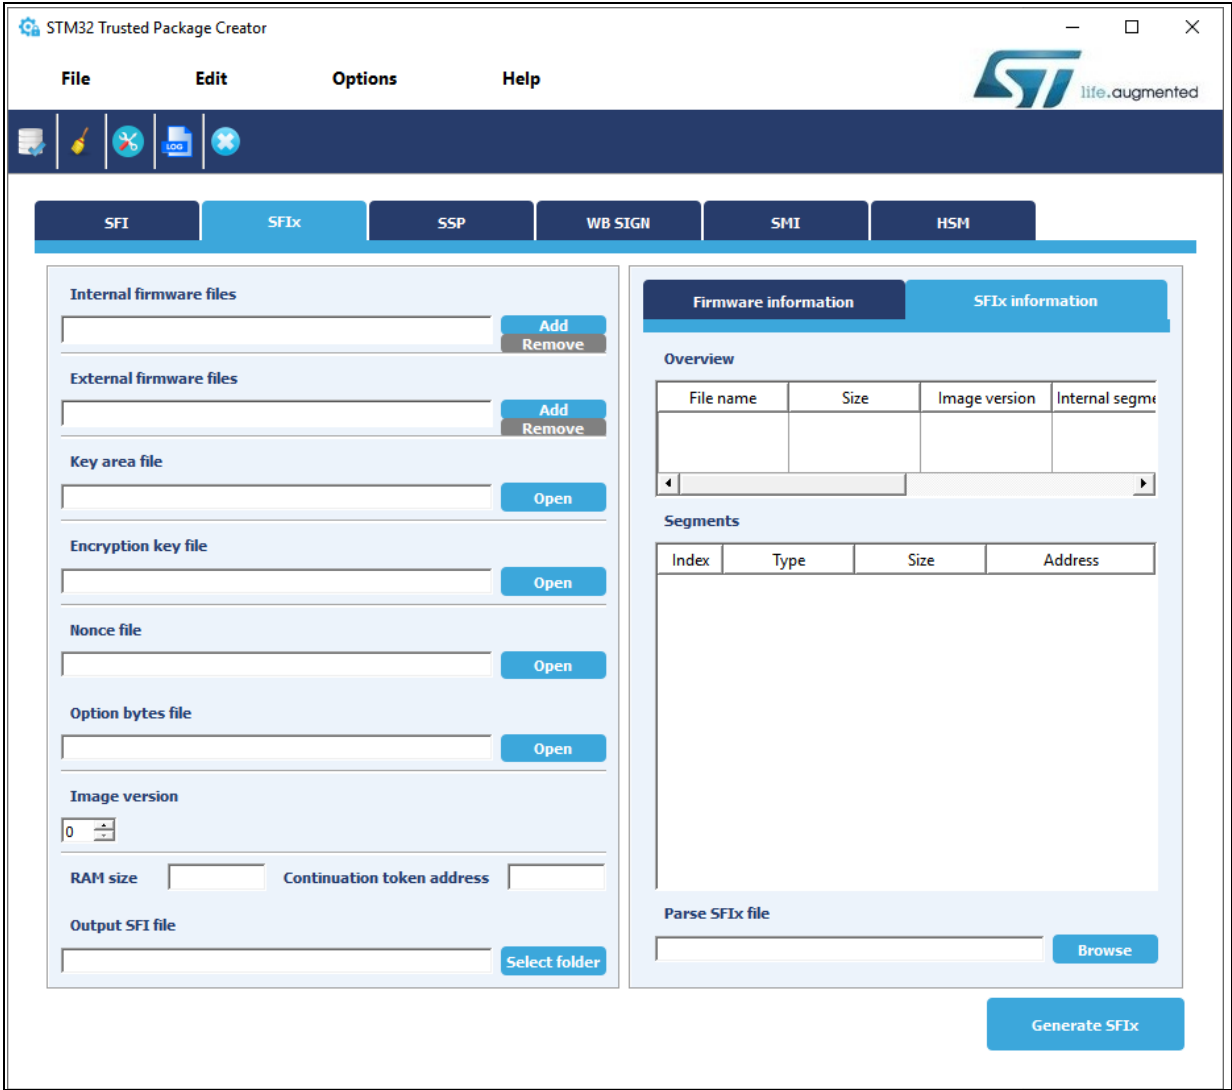 STM32 Trusted Package Creator
File Edit Options Help
ST life.augmented
LOG
SFI SFIx SSP WB SIGN SMI HSM
Internal firmware files
Add
Remove
External firmware files
Add
Remove
Key area file
Open
Encryption key file
Open
Nonce file
Open
Option bytes file
Open
Image version
0
RAM size Continuation token address
Output SFI file
Select folder
Firmware information SFIx information
Overview
File name Size Image version Internal segme
Segments
Index Type Size Address
Parse SFIx file
Browse
Generate SFIx